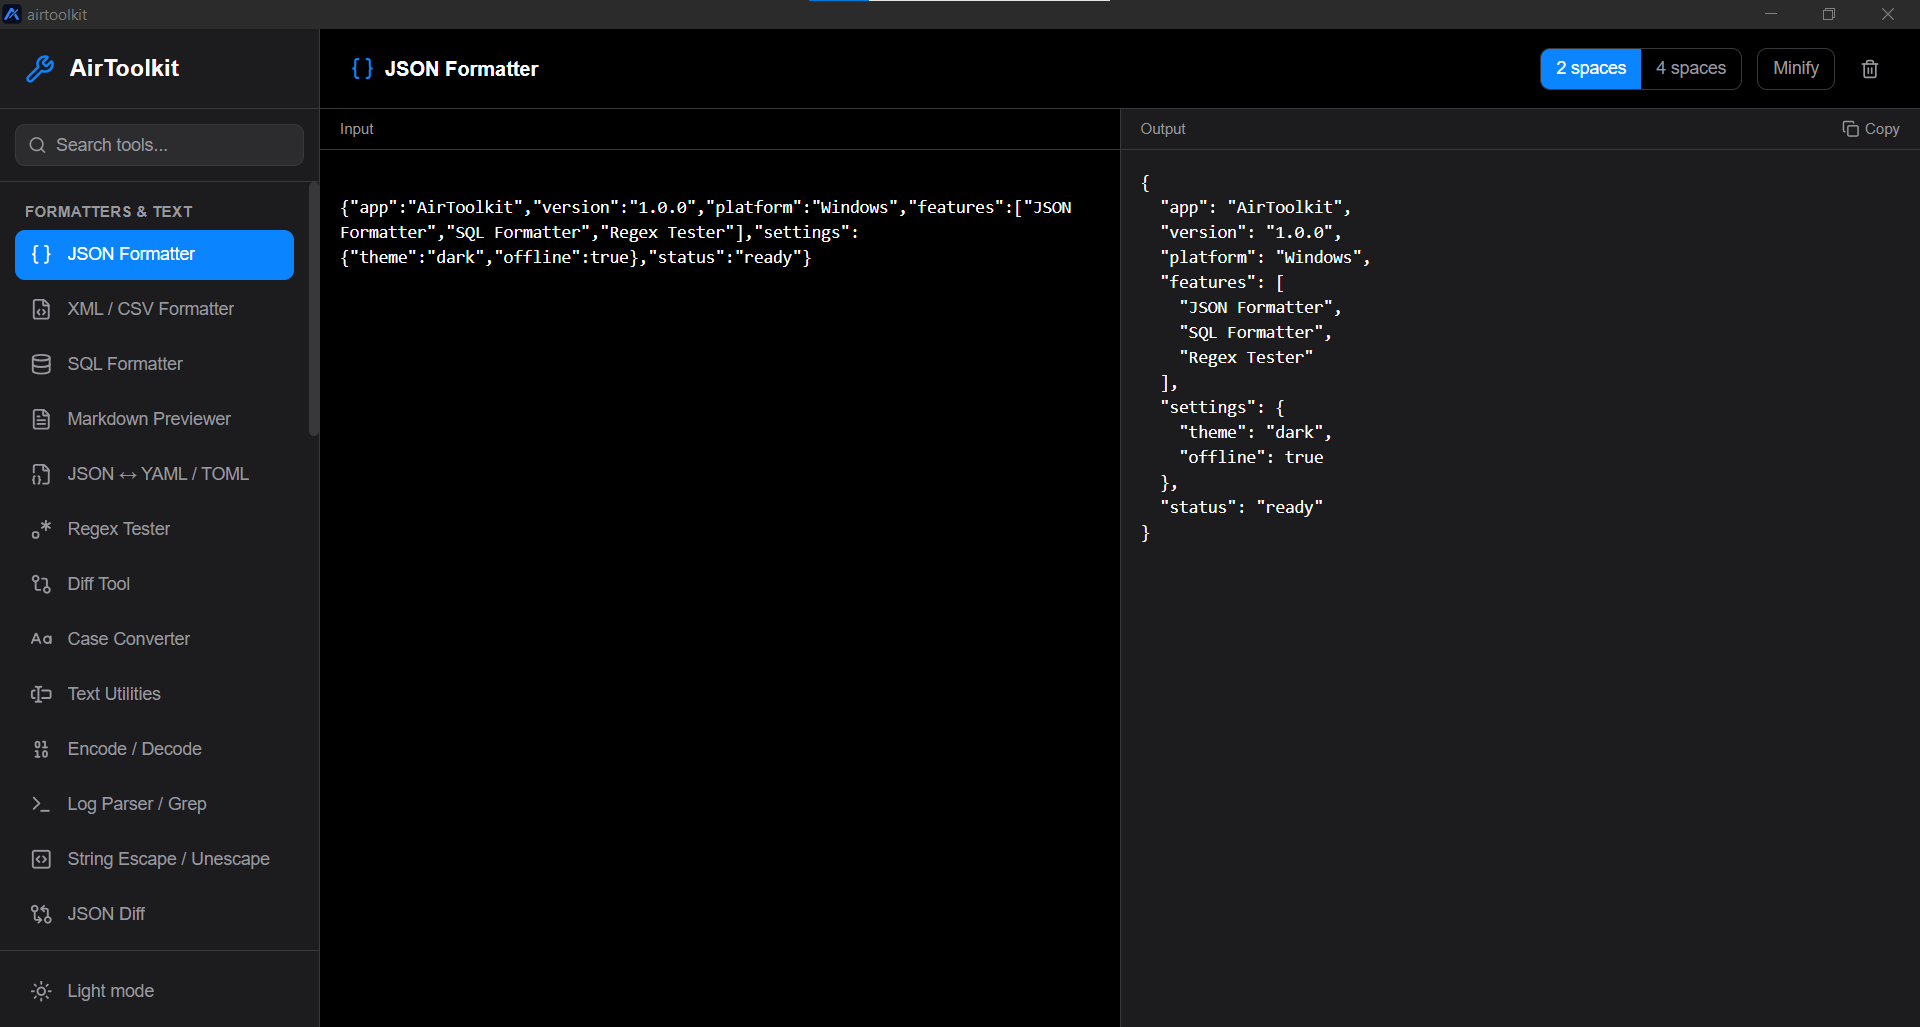 airtoolkit
AirToolkit
Search tools...
FORMATTERS & TEXT
{ } JSON Formatter
XML / CSV Formatter
SQL Formatter
Markdown Previewer
JSON ↔ YAML / TOML
Regex Tester
Diff Tool
Aa Case Converter
Text Utilities
Encode / Decode
Log Parser / Grep
String Escape / Unescape
JSON Diff
Light mode
{ } JSON Formatter
2 spaces 4 spaces Minify
Input
{"app":"AirToolkit","version":"1.0.0","platform":"Windows","features":["JSON
Formatter","SQL Formatter","Regex Tester"],"settings":
{"theme":"dark","offline":true},"status":"ready"}
Output Copy
{
  "app": "AirToolkit",
  "version": "1.0.0",
  "platform": "Windows",
  "features": [
    "JSON Formatter",
    "SQL Formatter",
    "Regex Tester"
  ],
  "settings": {
    "theme": "dark",
    "offline": true
  },
  "status": "ready"
}